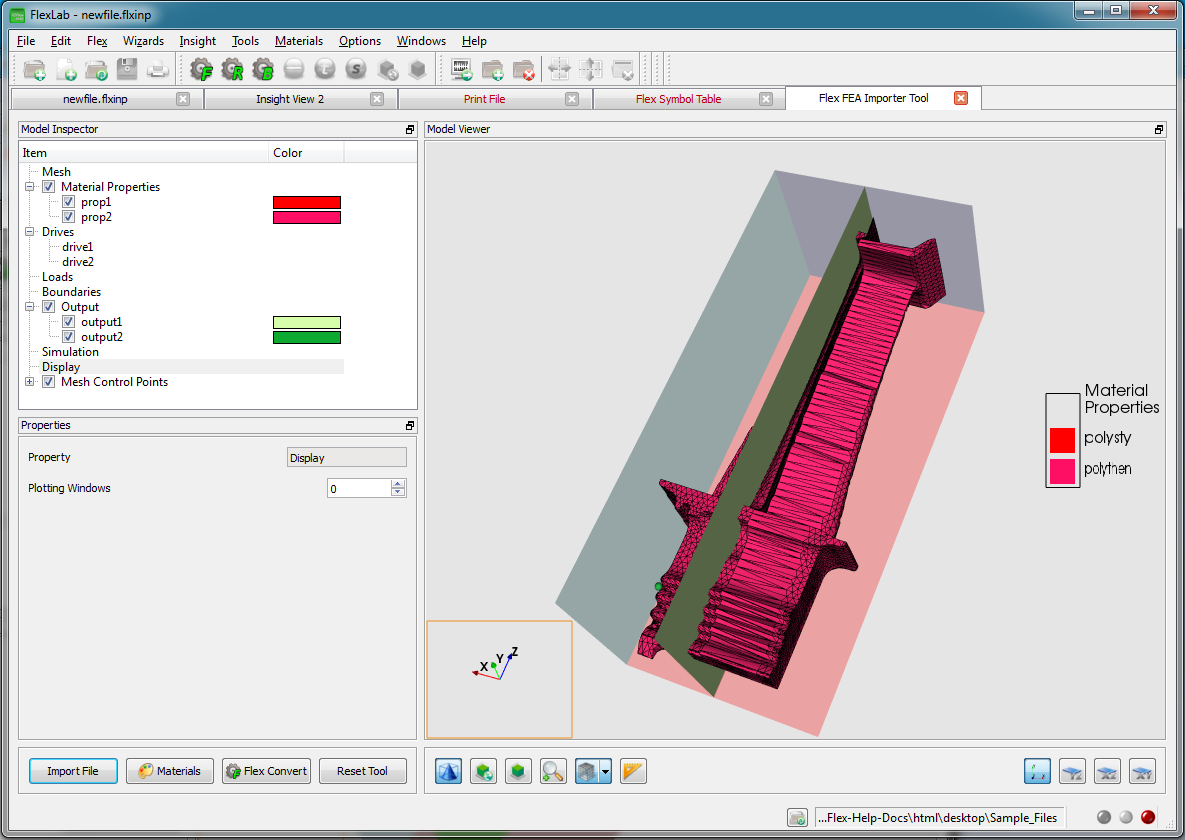 FlexLab - newfile.flxinp
File Edit Flex Wizards Insight Tools Materials Options Windows Help
F R B L S
newfile.flxinp Insight View 2 Print File Flex Symbol Table Flex FEA Importer Tool
Model Inspector
Item Color
Mesh
Material Properties
prop1
prop2
Drives
drive1
drive2
Loads
Boundaries
Output
output1
output2
Simulation
Display
Mesh Control Points
Properties
Property Display
Plotting Windows 0
Import File Materials Flex Convert Reset Tool
Model Viewer
Material
Properties
polysty
polythen
X Y Z
...Flex-Help-Docs\html\desktop\Sample_Files